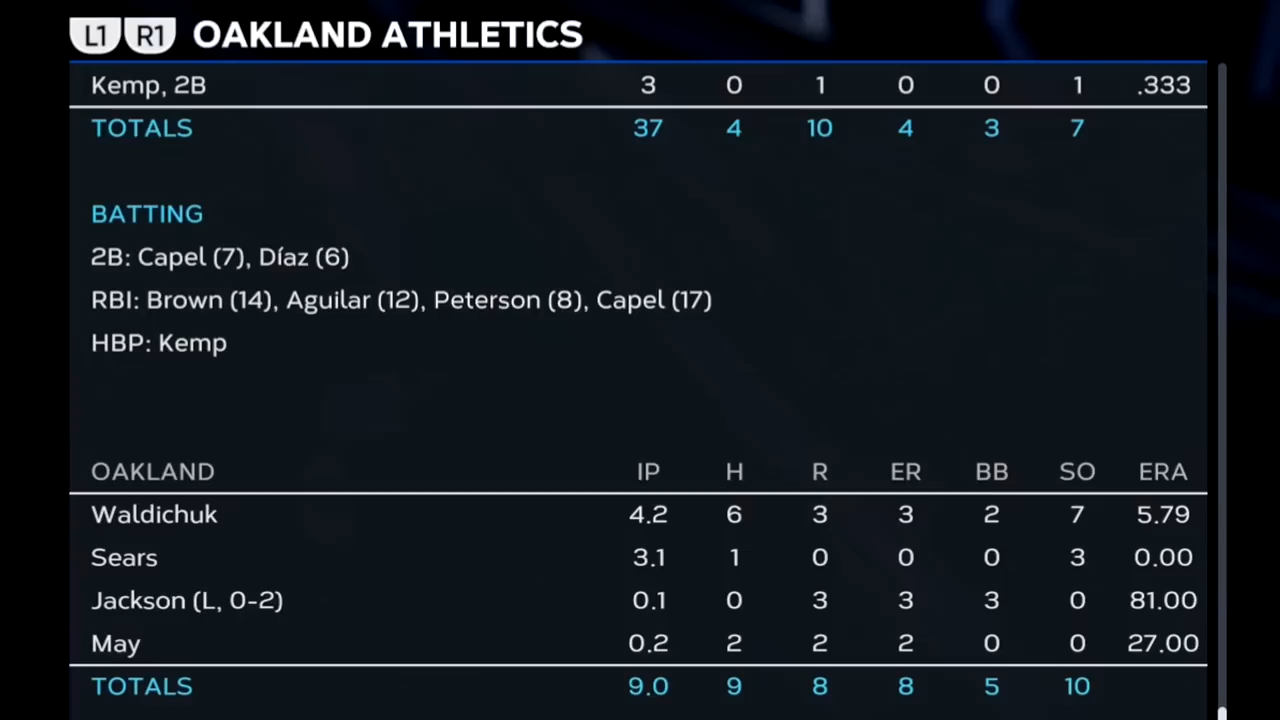 L1 R1 OAKLAND ATHLETICS
Kemp, 2B 3 0 1 0 0 1 .333
TOTALS 37 4 10 4 3 7
BATTING
2B: Capel (7), Díaz (6)
RBI: Brown (14), Aguilar (12), Peterson (8), Capel (17)
HBP: Kemp
OAKLAND IP H R ER BB SO ERA
Waldichuk 4.2 6 3 3 2 7 5.79
Sears 3.1 1 0 0 0 3 0.00
Jackson (L, 0-2) 0.1 0 3 3 3 0 81.00
May 0.2 2 2 2 0 0 27.00
TOTALS 9.0 9 8 8 5 10